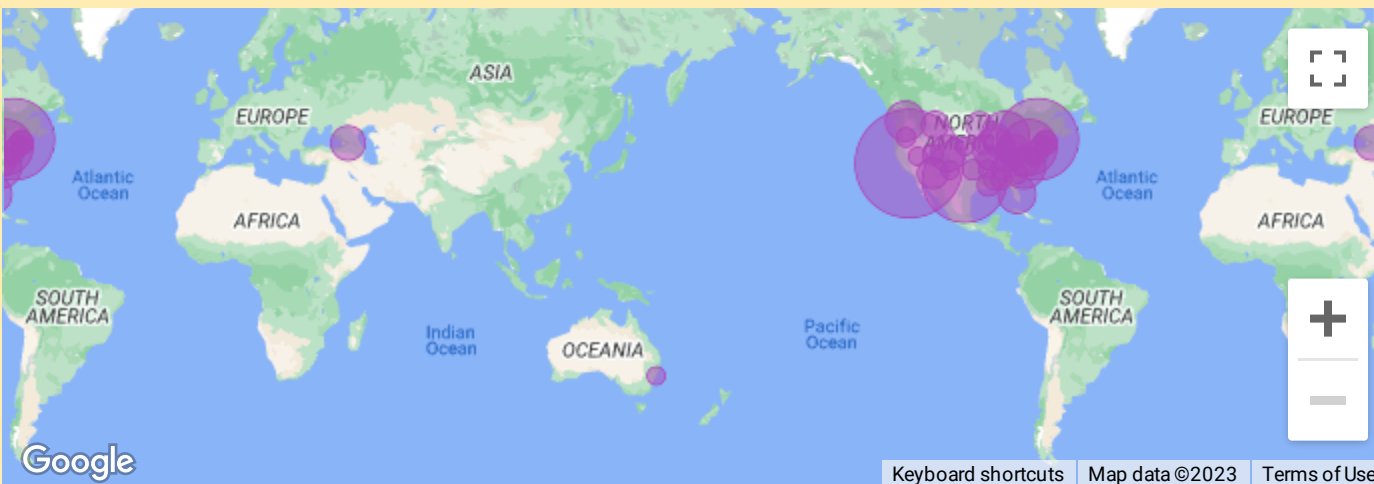 ASIA
EUROPE
NORTH
AMERICA
EUROPE
Atlantic
Ocean
Atlantic
Ocean
AFRICA
AFRICA
SOUTH
AMERICA
SOUTH
AMERICA
Indian
Ocean
Pacific
Ocean
OCEANIA
Google
Keyboard shortcuts
Map data ©2023
Terms of Use